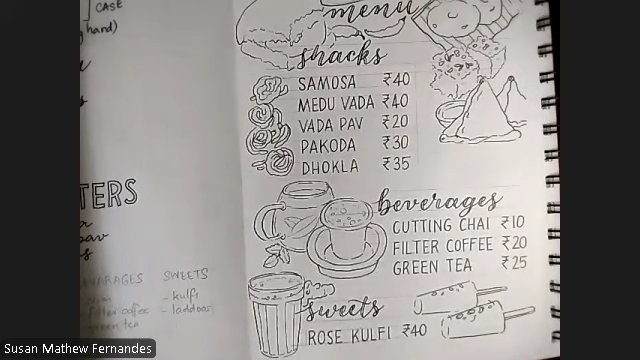 CASE
hand)
TERS
SWEETS
- kulfi
- filter coffee - laddoos
green tea
menu
snacks
SAMOSA ₹40
MEDU VADA ₹40
VADA PAV ₹20
PAKODA ₹30
DHOKLA ₹35
beverages
CUTTING CHAI ₹10
FILTER COFFEE ₹20
GREEN TEA ₹25
sweets
ROSE KULFI ₹40
Susan Mathew Fernandes